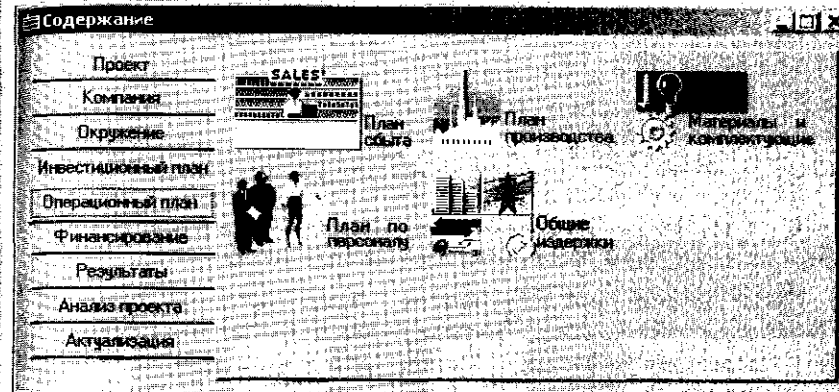 Содержание
Проект
Компания
Окружение
Инвестиционный план
Операционный план
Финансирование
Результаты
Анализ проекта
Актуализация
SALES
План
сбыта
План
производства
Материалы и
комплектующие
План по
персоналу
Общие
издержки